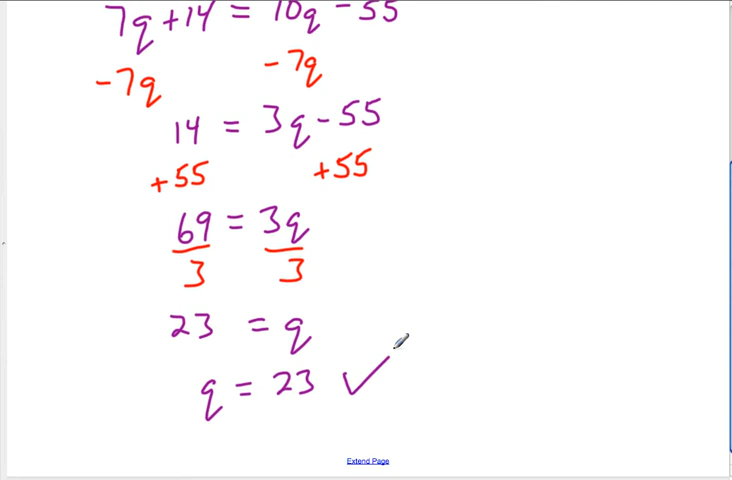 7q + 14 = 10q - 55
-7q -7q
14 = 3q - 55
+55 +55
69 = 3q
3 3
23 = q
q = 23 ✓
Extend Page